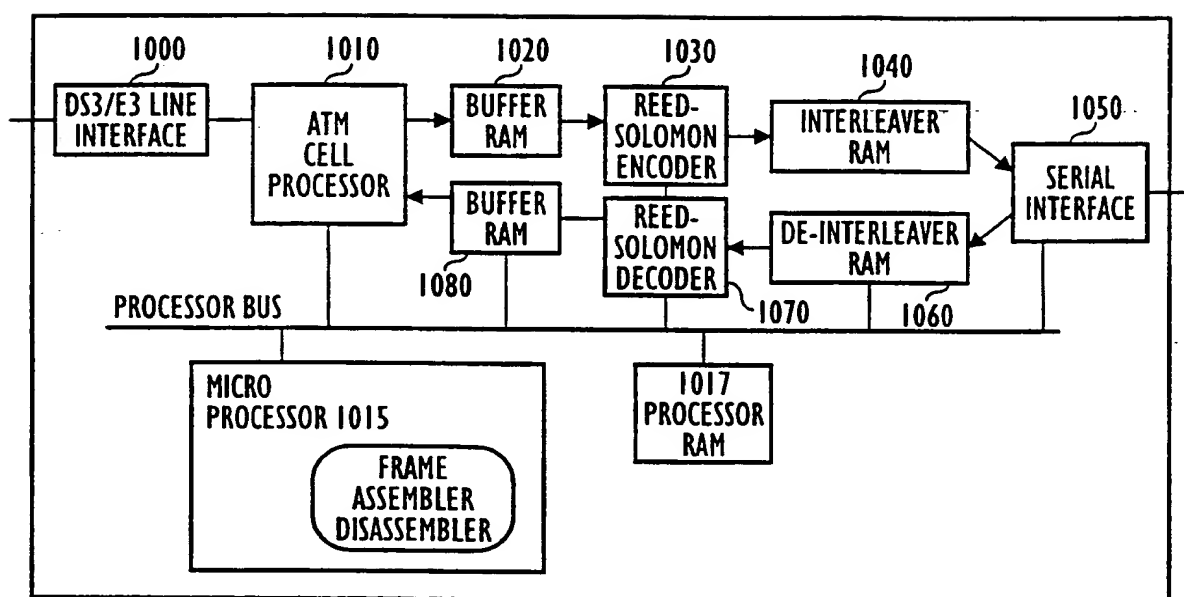 1000
1010
1020
1030
1040
1050
DS3/E3 LINE
INTERFACE
ATM
CELL
PROCESSOR
BUFFER
RAM
REED-
SOLOMON
ENCODER
INTERLEAVER
RAM
SERIAL
INTERFACE
BUFFER
RAM
1080
REED-
SOLOMON
DECODER
1070
DE-INTERLEAVER
RAM
1060
PROCESSOR BUS
MICRO
PROCESSOR 1015
FRAME
ASSEMBLER
DISASSEMBLER
1017
PROCESSOR
RAM